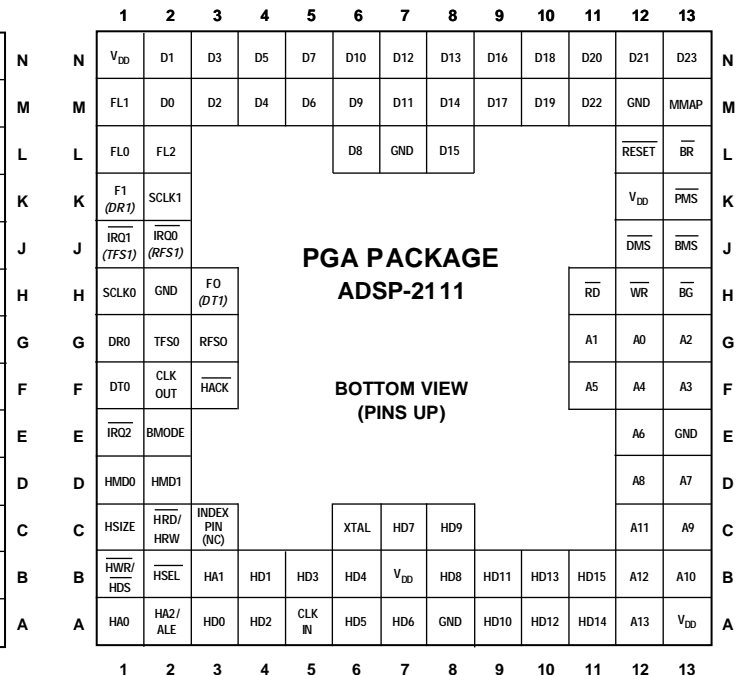 1 2 3 4 5 6 7 8 9 10 11 12 13
N N VDD D1 D3 D5 D7 D10 D12 D13 D16 D18 D20 D21 D23 N
M M FL1 D0 D2 D4 D6 D9 D11 D14 D17 D19 D22 GND MMAP M
L L FL0 FL2 D8 GND D15 RESET BR L
K K F1 (DR1) SCLK1 VDD PMS K
J J IRQ1 (TFS1) IRQ0 (RFS1) DMS BMS J
PGA PACKAGE
H H SCLK0 GND FO (DT1) RD WR BG H
ADSP-2111
G G DR0 TFS0 RFSO A1 A0 A2 G
F F DT0 CLK OUT HACK A5 A4 A3 F
BOTTOM VIEW
(PINS UP)
E E IRQ2 BMODE A6 GND E
D D HMD0 HMD1 A8 A7 D
C C HSIZE HRD/ HRW INDEX PIN (NC) XTAL HD7 HD9 A11 A9 C
B B HWR/ HDS HSEL HA1 HD1 HD3 HD4 VDD HD8 HD11 HD13 HD15 A12 A10 B
A A HA0 HA2/ ALE HD0 HD2 CLK IN HD5 HD6 GND HD10 HD12 HD14 A13 VDD A
1 2 3 4 5 6 7 8 9 10 11 12 13